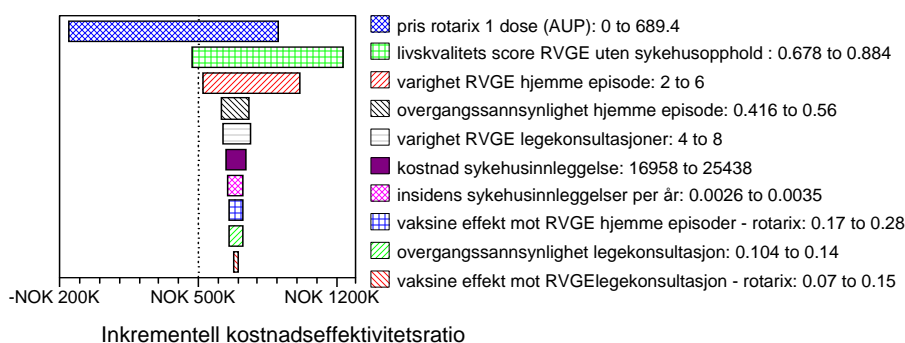 pris rotarix 1 dose (AUP): 0 to 689.4
livskvalitets score RVGE uten sykehusopphold : 0.678 to 0.884
varighet RVGE hjemme episode: 2 to 6
overgangssannsynlighet hjemme episode: 0.416 to 0.56
varighet RVGE legekonsultasjoner: 4 to 8
kostnad sykehusinnleggelse: 16958 to 25438
insidens sykehusinnleggelser per år: 0.0026 to 0.0035
vaksine effekt mot RVGE hjemme episoder - rotarix: 0.17 to 0.28
overgangssannsynlighet legekonsultasjon: 0.104 to 0.14
vaksine effekt mot RVGElegekonsultasjon - rotarix: 0.07 to 0.15
-NOK 200K NOK 500K NOK 1200K
Inkrementell kostnadseffektivitetsratio